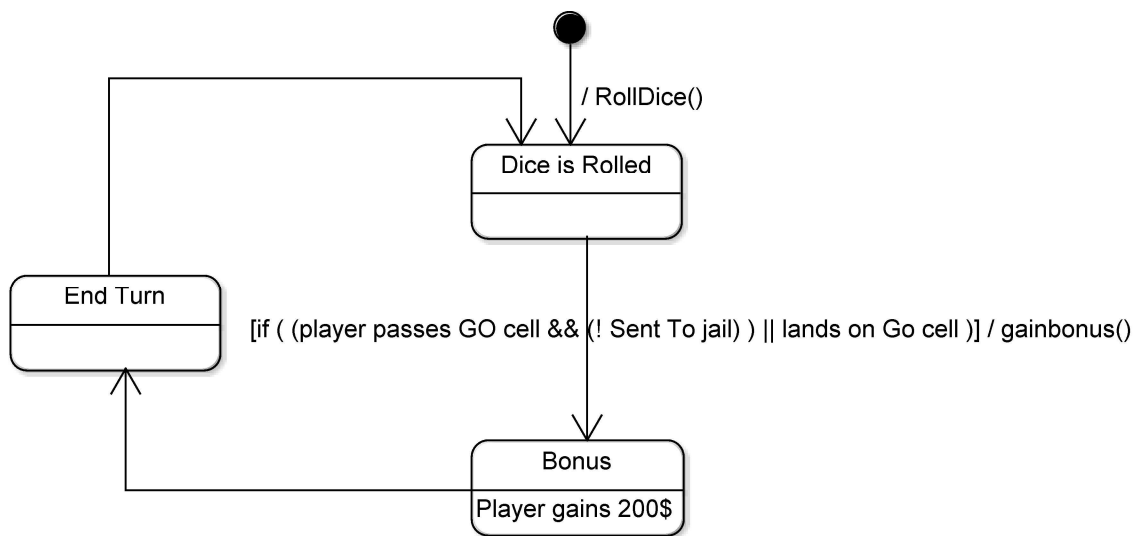 / RollDice()
Dice is Rolled
End Turn
[if ( (player passes GO cell && (! Sent To jail) ) || lands on Go cell )] / gainbonus()
Bonus
Player gains 200$